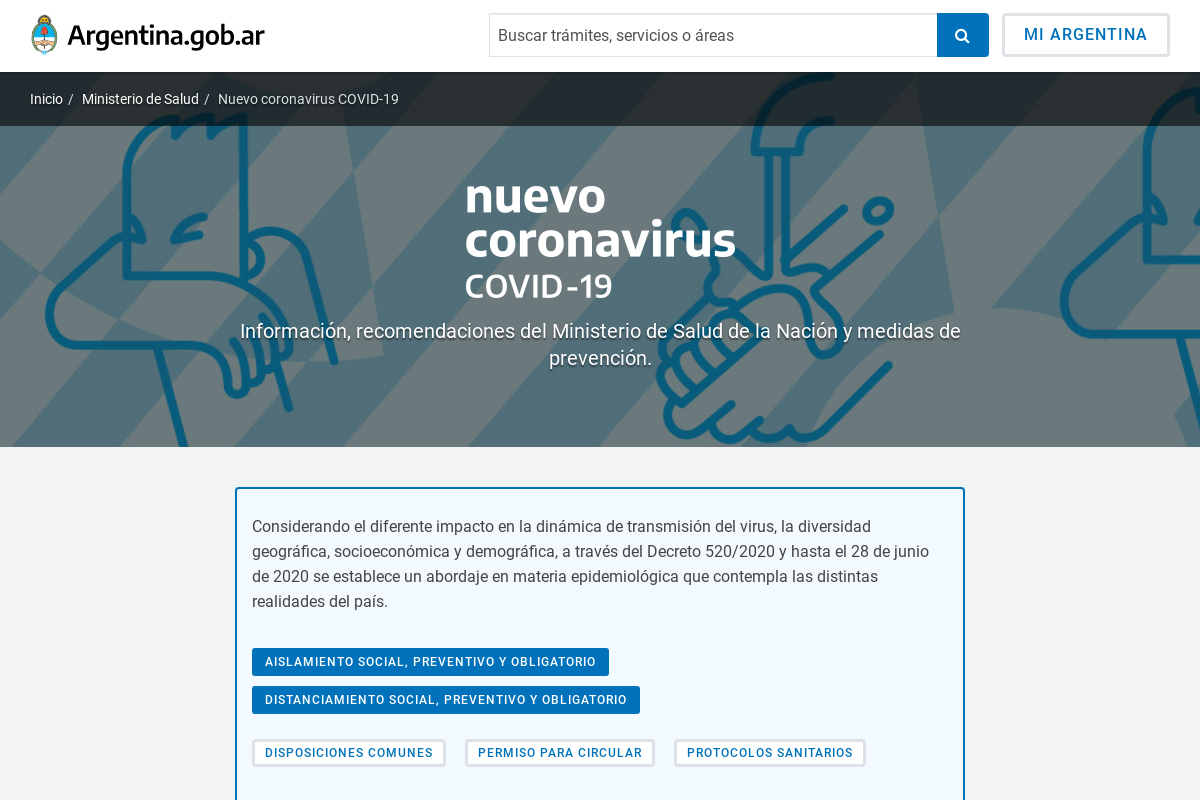 Argentina.gob.ar
Buscar trámites, servicios o áreas
MI ARGENTINA
Inicio / Ministerio de Salud / Nuevo coronavirus COVID-19
nuevo
coronavirus
COVID-19
Información, recomendaciones del Ministerio de Salud de la Nación y medidas de
prevención.
Considerando el diferente impacto en la dinámica de transmisión del virus, la diversidad
geográfica, socioeconómica y demográfica, a través del Decreto 520/2020 y hasta el 28 de junio
de 2020 se establece un abordaje en materia epidemiológica que contempla las distintas
realidades del país.
AISLAMIENTO SOCIAL, PREVENTIVO Y OBLIGATORIO
DISTANCIAMIENTO SOCIAL, PREVENTIVO Y OBLIGATORIO
DISPOSICIONES COMUNES
PERMISO PARA CIRCULAR
PROTOCOLOS SANITARIOS